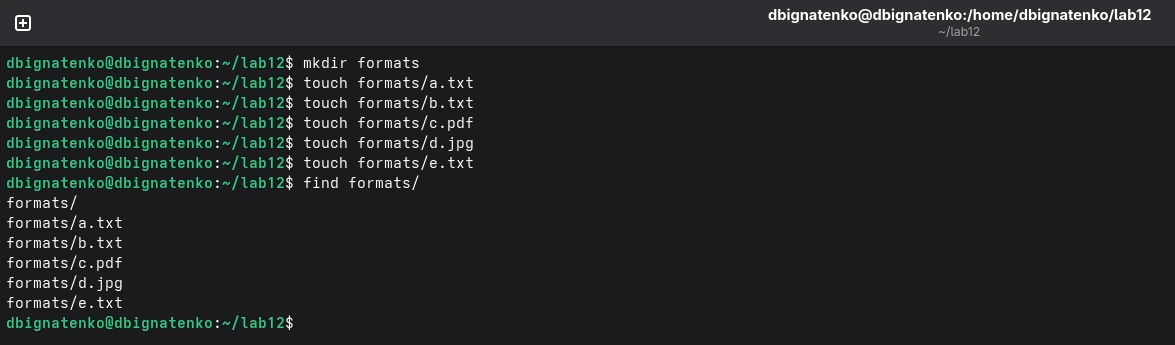 dbignatenko@dbignatenko:/home/dbignatenko/lab12
~/lab12
dbignatenko@dbignatenko:~/lab12$ mkdir formats
dbignatenko@dbignatenko:~/lab12$ touch formats/a.txt
dbignatenko@dbignatenko:~/lab12$ touch formats/b.txt
dbignatenko@dbignatenko:~/lab12$ touch formats/c.pdf
dbignatenko@dbignatenko:~/lab12$ touch formats/d.jpg
dbignatenko@dbignatenko:~/lab12$ touch formats/e.txt
dbignatenko@dbignatenko:~/lab12$ find formats/
formats/
formats/a.txt
formats/b.txt
formats/c.pdf
formats/d.jpg
formats/e.txt
dbignatenko@dbignatenko:~/lab12$